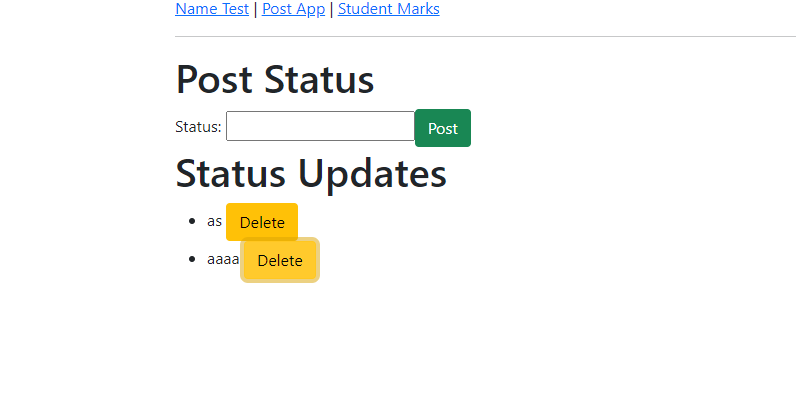 Name Test | Post App | Student Marks
Post Status
Status: Post
Status Updates
as Delete
aaaa Delete